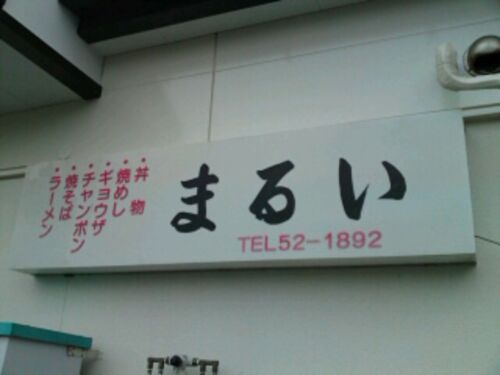 ・丼物
・焼めし
・ギョウザ
・チャンポン
・焼そば
・ラーメン
まるい
TEL52-1892